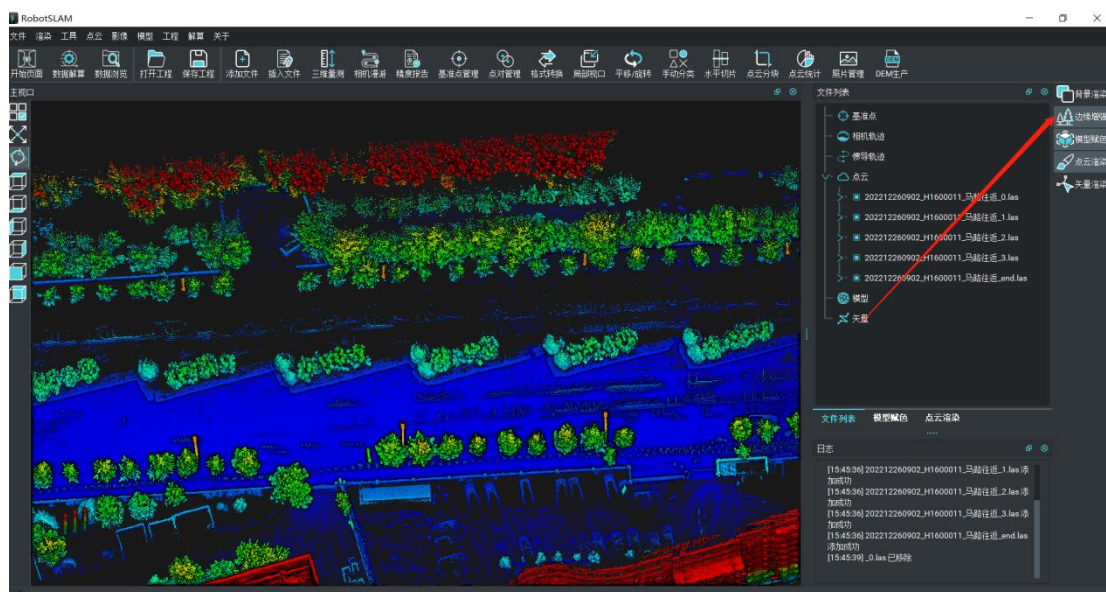 RobotSLAM
文件 渲染 工具 点云 影像 模型 工程 解算 关于
开始页面 数据解算 数据浏览 打开工程 保存工程 添加文件 插入文件 三维量测 相机漫游 精度报告 基准点管理 点对管理 格式转换 局部视口 平移/旋转 手动分类 水平切片 点云分块 点云统计 照片管理 DEM生产
主视口
文件列表
背景渲染
边缘增强
模型赋色
点云渲染
矢量渲染
基准点
相机轨迹
惯导轨迹
点云
202212260902_H1600011_马路往返_0.las
202212260902_H1600011_马路往返_1.las
202212260902_H1600011_马路往返_2.las
202212260902_H1600011_马路往返_3.las
202212260902_H1600011_马路往返_end.las
模型
矢量
文件列表 模型赋色 点云渲染
日志
[15:45:36] 202212260902_H1600011_马路往返_1.las 添
加成功
[15:45:36] 202212260902_H1600011_马路往返_2.las 添
加成功
[15:45:36] 202212260902_H1600011_马路往返_3.las 添
加成功
[15:45:36] 202212260902_H1600011_马路往返_end.las
添加成功
[15:45:39] _0.las 已移除